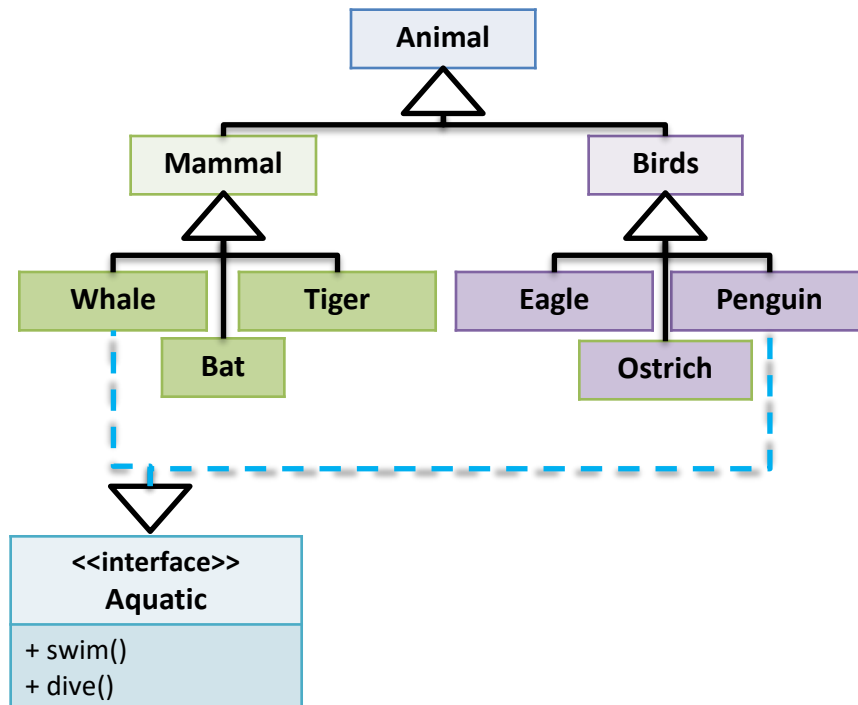 Animal
Mammal
Birds
Whale
Tiger
Eagle
Penguin
Bat
Ostrich
<<interface>>
Aquatic
+ swim()
+ dive()